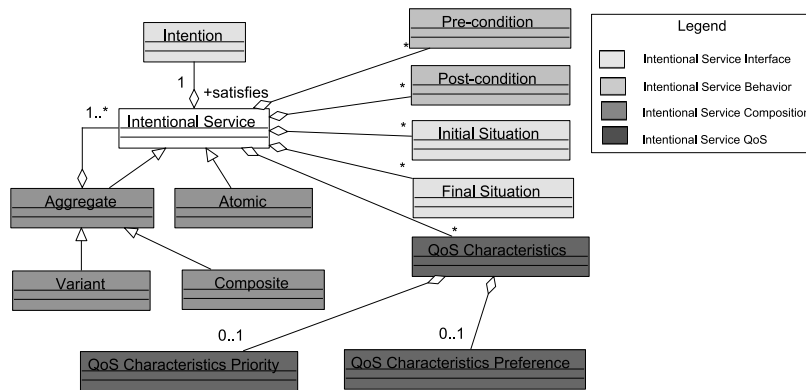 Intention
1
+satisfies
1..*
Intentional Service
Pre-condition
*
Post-condition
*
Initial Situation
*
Final Situation
*
Aggregate
Atomic
*
QoS Characteristics
Variant
Composite
0..1
0..1
QoS Characteristics Priority
QoS Characteristics Preference
Legend
Intentional Service Interface
Intentional Service Behavior
Intentional Service Composition
Intentional Service QoS